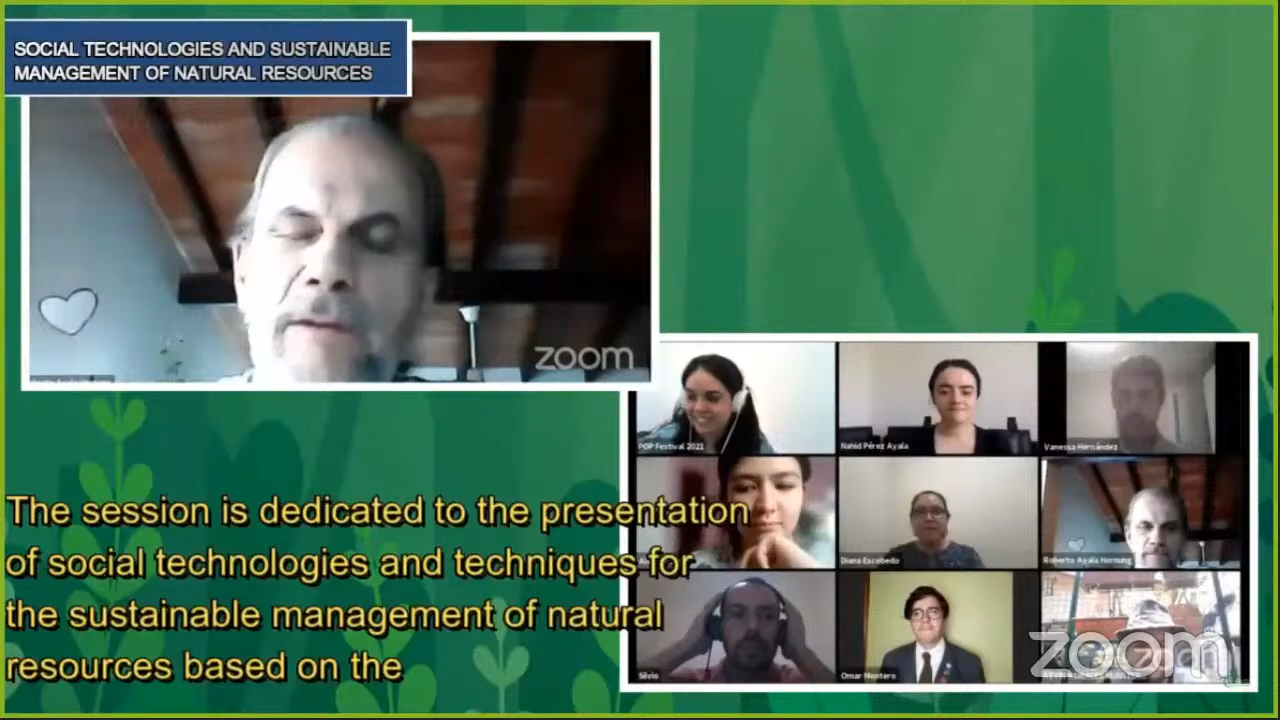 SOCIAL TECHNOLOGIES AND SUSTAINABLE
MANAGEMENT OF NATURAL RESOURCES
zoom
POP Festival 2021
Nahid Pérez Ayala
Vanessa Hernández
Diana Escobedo
Roberto Ayala Hornung
Silvio
Omar Montero
zoom
The session is dedicated to the presentation
of social technologies and techniques for
the sustainable management of natural
resources based on the